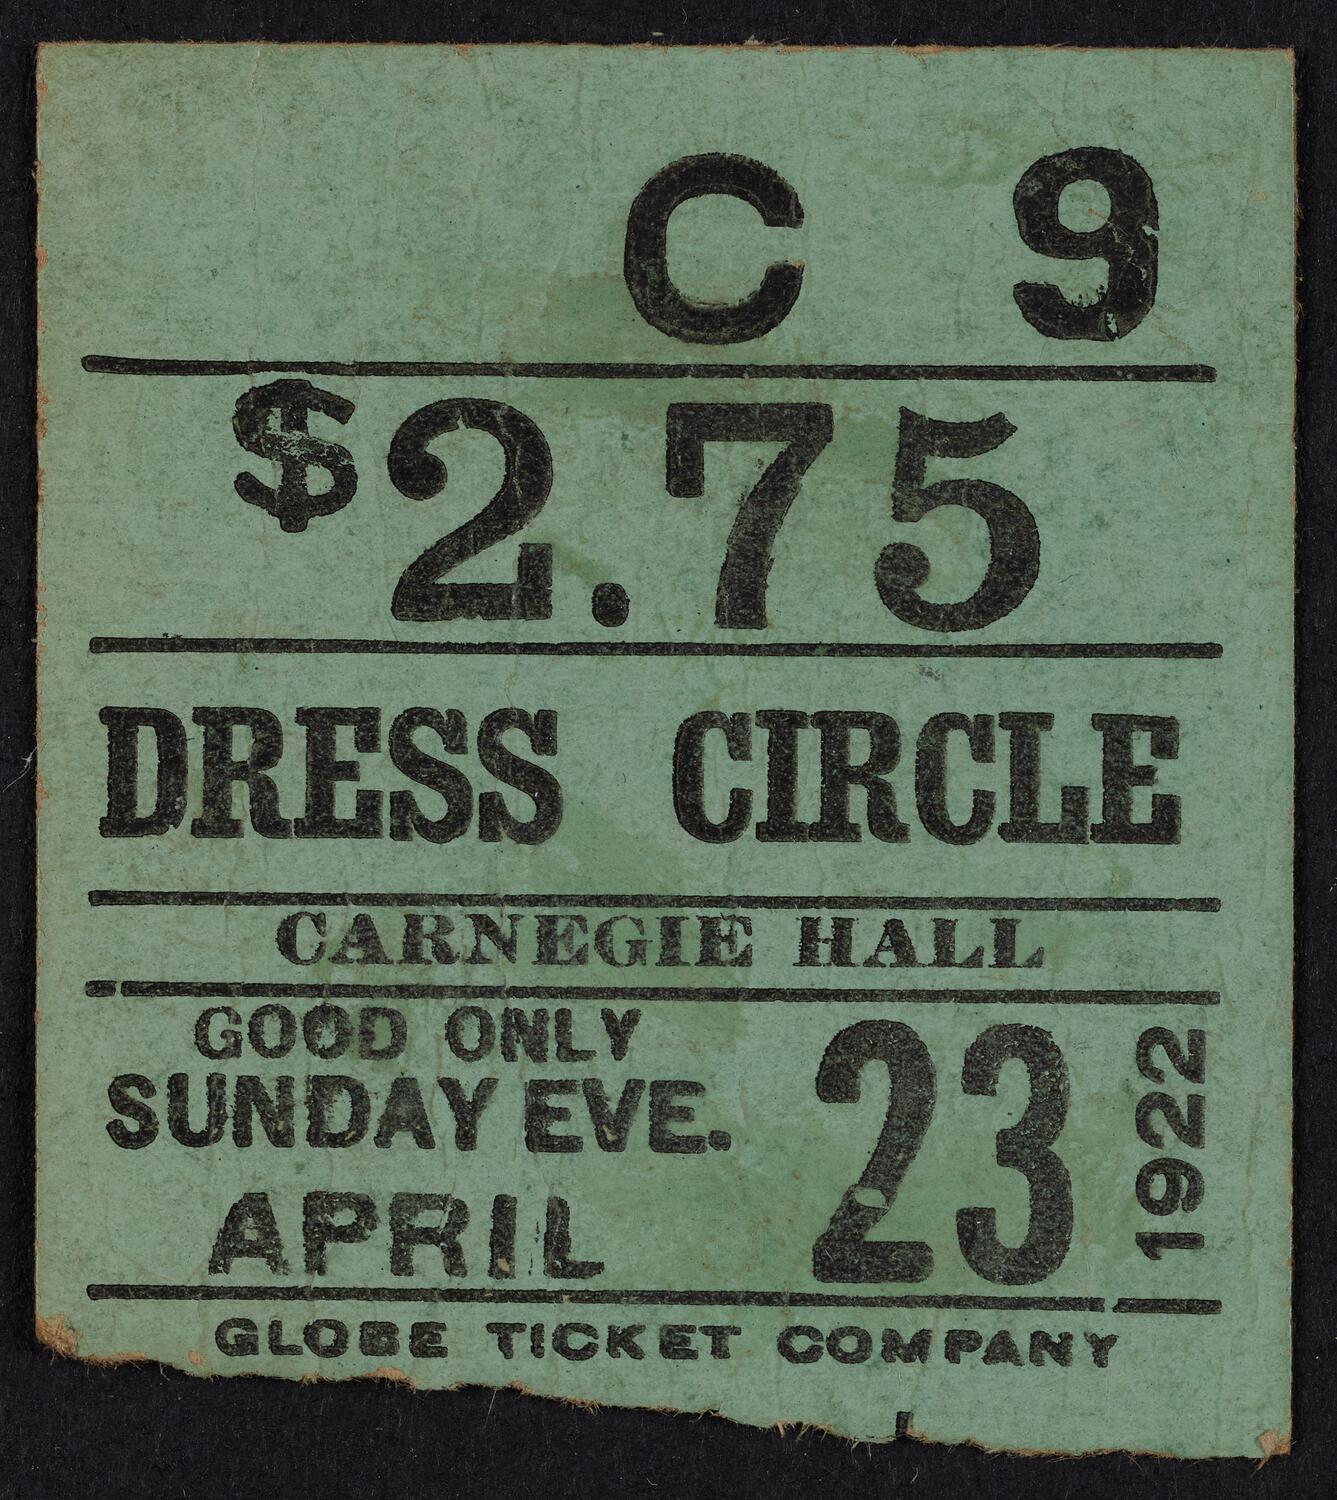 C 9
$2.75
DRESS CIRCLE
CARNEGIE HALL
GOOD ONLY
SUNDAY EVE.
APRIL
23
1922
GLOBE TICKET COMPANY